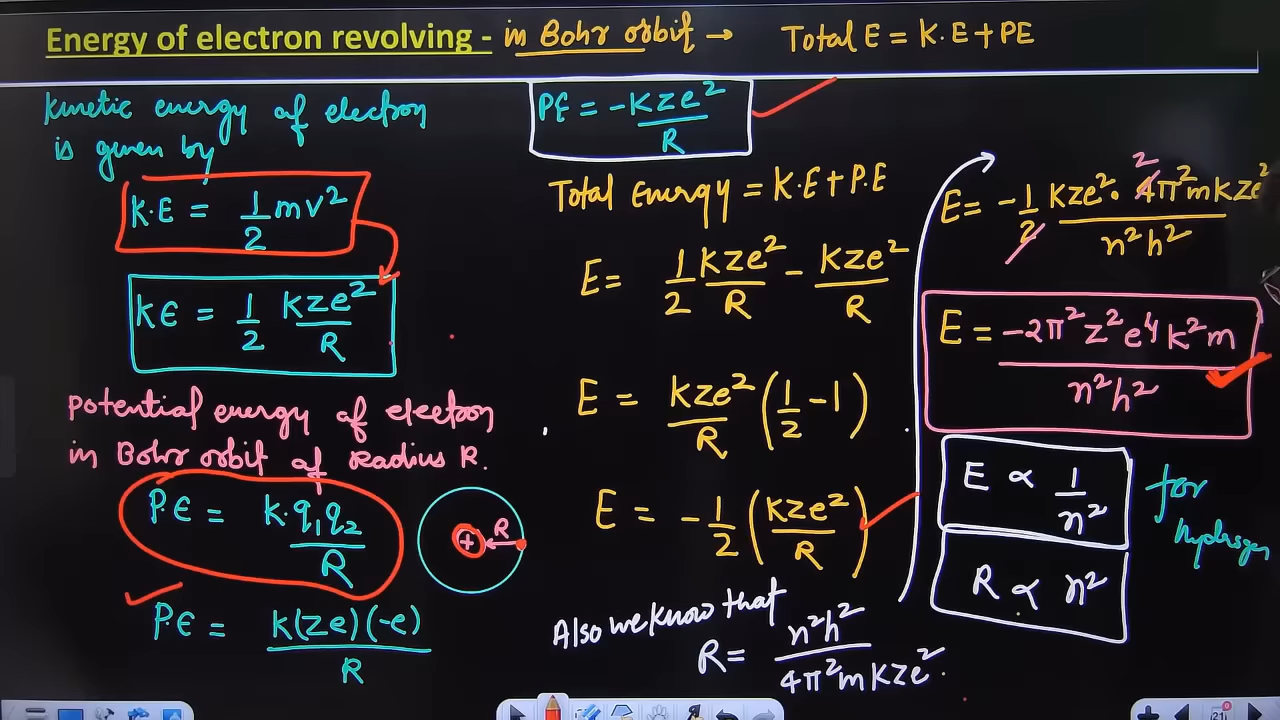 Energy of electron revolving - in Bohr orbit → Total E = K.E + PE
Kinetic energy of electron
is given by
K.E = 1/2 mv²
KE = 1/2 kze²/R
Potential energy of electron
in Bohr orbit of radius R.
P.E = k.q₁q₂/R
+ R
P.E = k(ze)(-e)/R
PE = -kze²/R
Total Energy = K.E + P.E
E = 1/2 kze²/R - kze²/R
E = kze²/R (1/2 - 1)
E = -1/2 (kze²/R)
Also we know that
R = n²h²/4π²mkze².
2
E = -1/2 kze². 4π²mkze²/n²h²
E = -2π²z²e⁴k²m/n²h²
E ∝ 1/n²
for
Hydrogen
R ∝ n²